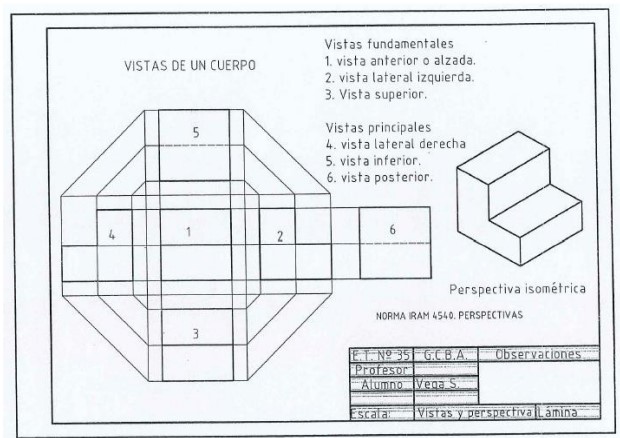 VISTAS DE UN CUERPO
Vistas fundamentales
1. vista anterior o alzada.
2. vista lateral izquierda.
3. Vista superior.
Vistas principales
4. vista lateral derecha
5. vista inferior.
6. vista posterior.
5
4
1
2
6
3
Perspectiva isométrica
NORMA IRAM 4540. PERSPECTIVAS
E.T. Nº 35 G.C.B.A. Observaciones
Profesor
Alumno Vega S.
Escala: Vistas y perspectiva Lámina